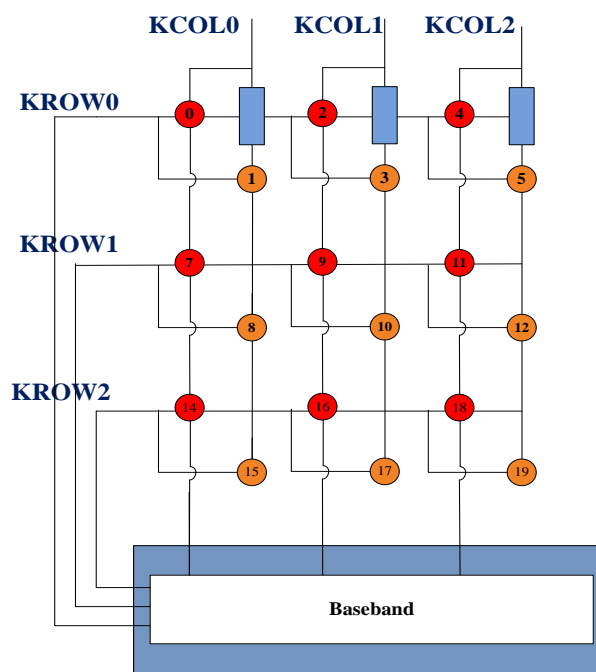 KCOL0 KCOL1 KCOL2
KROW0
0 2 4
1 3 5
KROW1
7 9 11
8 10 12
KROW2
14 16 18
15 17 19
Baseband